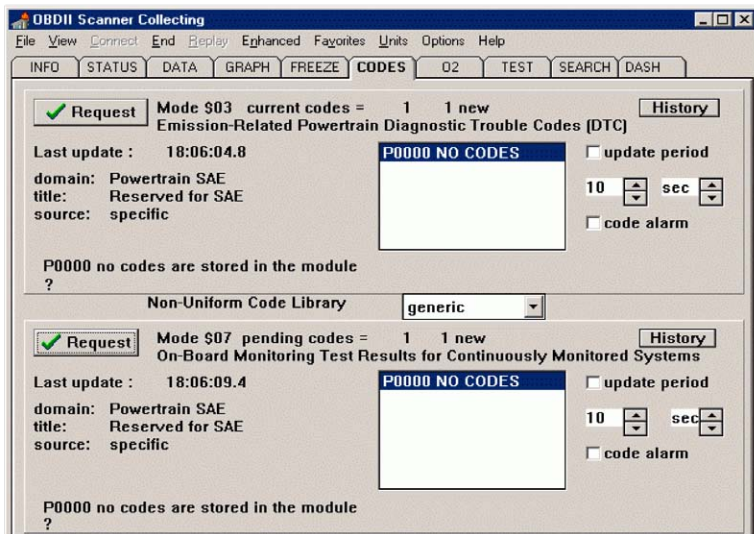 OBDII Scanner Collecting
File View Connect End Replay Enhanced Favorites Units Options Help
INFO STATUS DATA GRAPH FREEZE CODES O2 TEST SEARCH DASH
Request Mode $03 current codes = 1 1 new History
Emission-Related Powertrain Diagnostic Trouble Codes (DTC)
Last update : 18:06:04.8 P0000 NO CODES update period
domain: Powertrain SAE
title: Reserved for SAE 10 sec
source: specific
code alarm
P0000 no codes are stored in the module
?
Non-Uniform Code Library generic
Request Mode $07 pending codes = 1 1 new History
On-Board Monitoring Test Results for Continuously Monitored Systems
Last update : 18:06:09.4 P0000 NO CODES update period
domain: Powertrain SAE
title: Reserved for SAE 10 sec
source: specific
code alarm
P0000 no codes are stored in the module
?